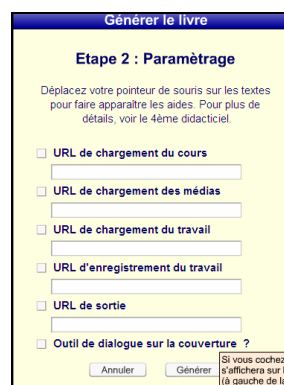 Générer le livre
Etape 2 : Paramètrage
Déplacez votre pointeur de souris sur les textes
pour faire apparaître les aides. Pour plus de
détails, voir le 4ème didacticiel.
URL de chargement du cours
URL de chargement des médias
URL de chargement du travail
URL d'enregistrement du travail
URL de sortie
Outil de dialogue sur la couverture ?
Annuler
Générer
Si vous cochez
s'affichera sur l
(à gauche de la